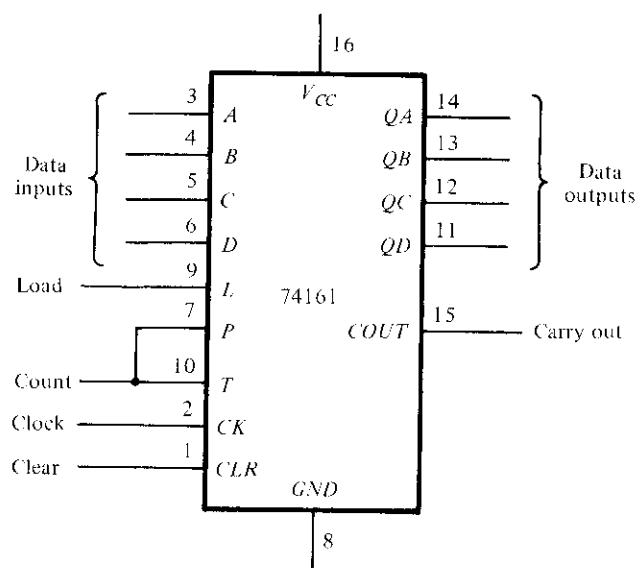 16
V_CC
3 A QA 14
4 B QB 13
Data inputs
5 C QC 12
Data outputs
6 D QD 11
Load 9 L
74161
7 P COUT 15 Carry out
Count 10 T
Clock 2 CK
Clear 1 CLR
GND
8